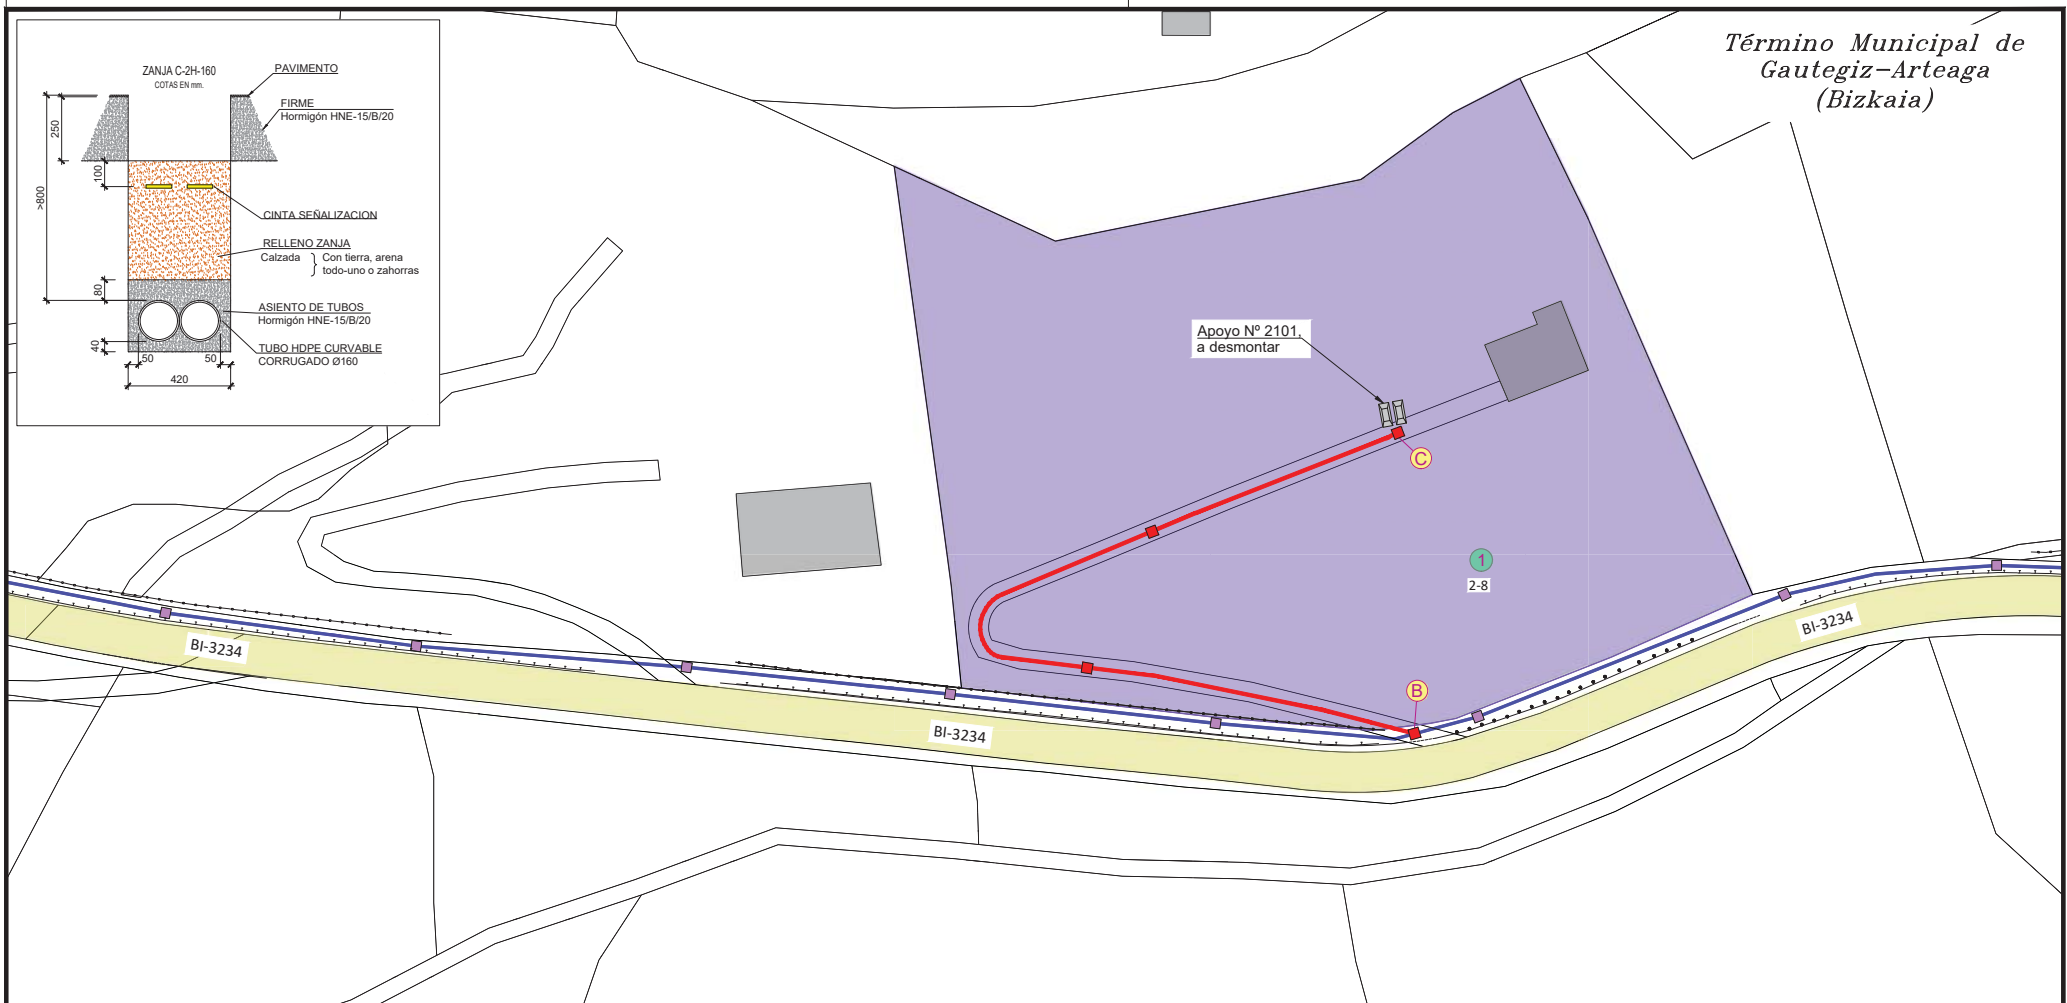 Término Municipal de
Gautegiz-Arteaga
(Bizkaia)
ZANJA C-2H-160
COTAS EN mm.
PAVIMENTO
FIRME
Hormigón HNE-15/B/20
250
100
>800
CINTA SEÑALIZACION
RELLENO ZANJA
Calzada } Con tierra, arena
todo-uno o zahorras
80
ASIENTO DE TUBOS
Hormigón HNE-15/B/20
40
TUBO HDPE CURVABLE
CORRUGADO Ø160
50
50
420
Apoyo Nº 2101,
a desmontar
C
1
2-8
B
BI-3234
BI-3234
BI-3234